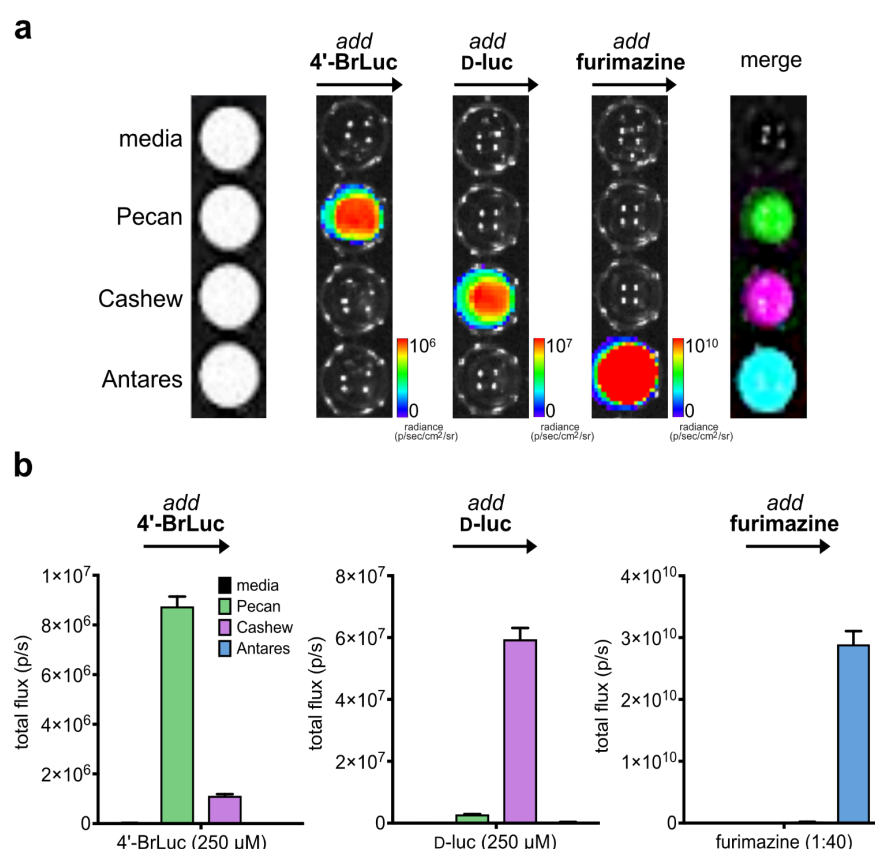 a
add
4'-BrLuc
add
D-luc
add
furimazine
merge
media
Pecan
Cashew
Antares
10⁶
0
radiance
(p/sec/cm²/sr)
10⁷
0
radiance
(p/sec/cm²/sr)
10¹⁰
0
radiance
(p/sec/cm²/sr)
b
add
4'-BrLuc
total flux (p/s)
1×10⁷
8×10⁶
6×10⁶
4×10⁶
2×10⁶
0
media
Pecan
Cashew
Antares
4'-BrLuc (250 µM)
add
D-luc
total flux (p/s)
8×10⁷
6×10⁷
4×10⁷
2×10⁷
0
D-luc (250 µM)
add
furimazine
total flux (p/s)
4×10¹⁰
3×10¹⁰
2×10¹⁰
1×10¹⁰
0
furimazine (1:40)